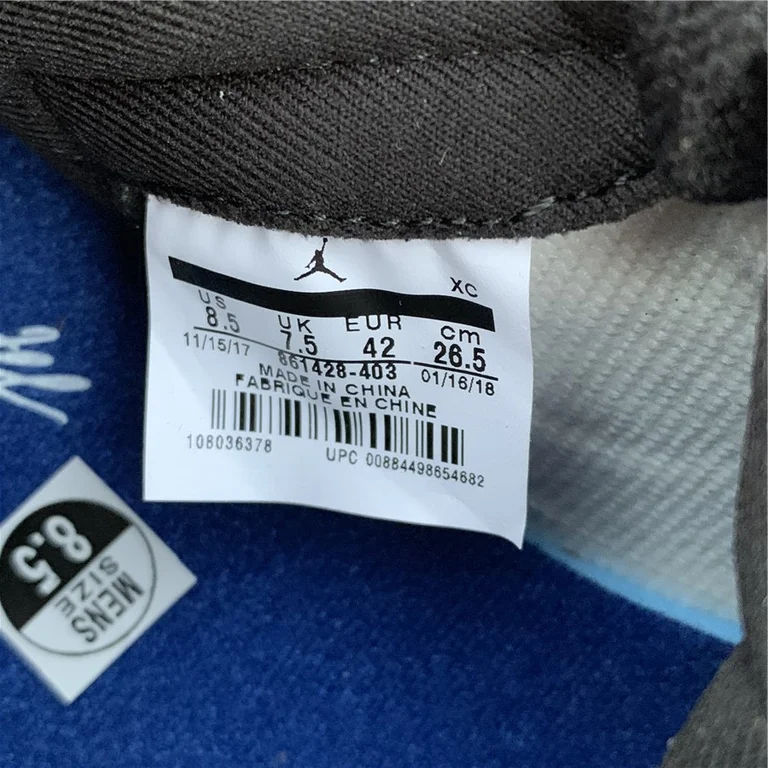 XC
US UK EUR cm
8.5 7.5 42 26.5
11/15/17 861428-403 01/16/18
MADE IN CHINA
FABRIQUE EN CHINE
108036378 UPC 00884498654682
8.5
MENS
SIZE